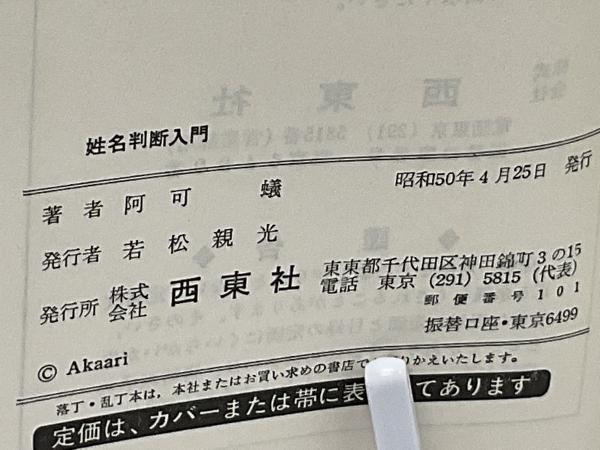 姓名判断入門
昭和50年4月25日 発行
著者 阿可 蟻
発行者 若松親光
発行所 株式会社 西東社
東東都千代田区神田錦町3の15
電話 東京 (291) 5815 (代表)
郵便番号 101
振替口座・東京6499
© Akaari
落丁・乱丁本は、本社またはお買い求めの書店で りかえいたします。
定価は、カバーまたは帯に表 てあります